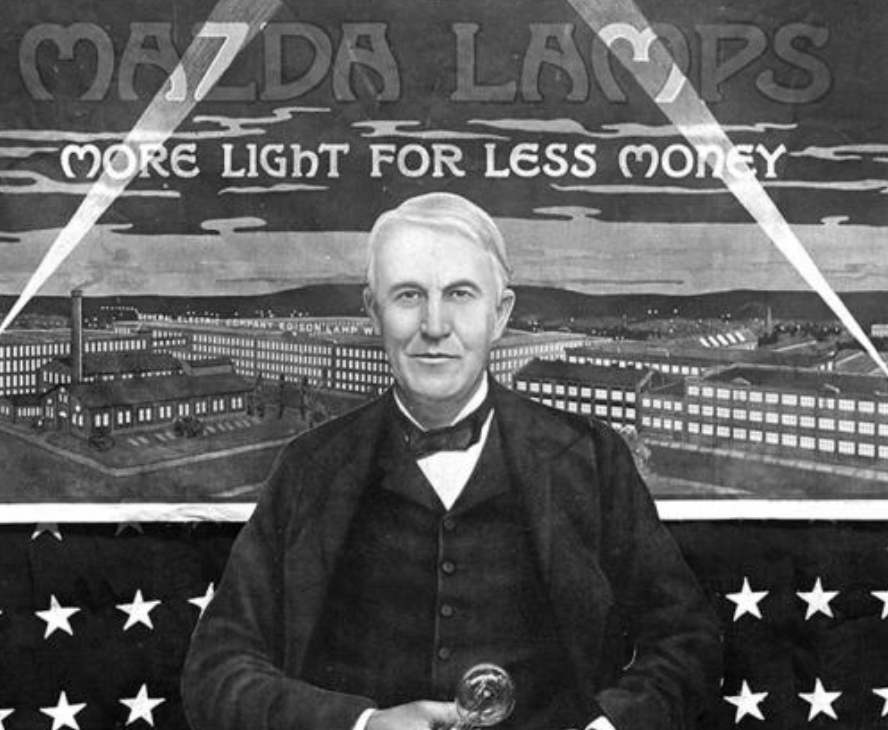 MAZDA LAMPS
MORE LIGHT FOR LESS MONEY
GENERAL ELECTRIC COMPANY EDISON LAMP W